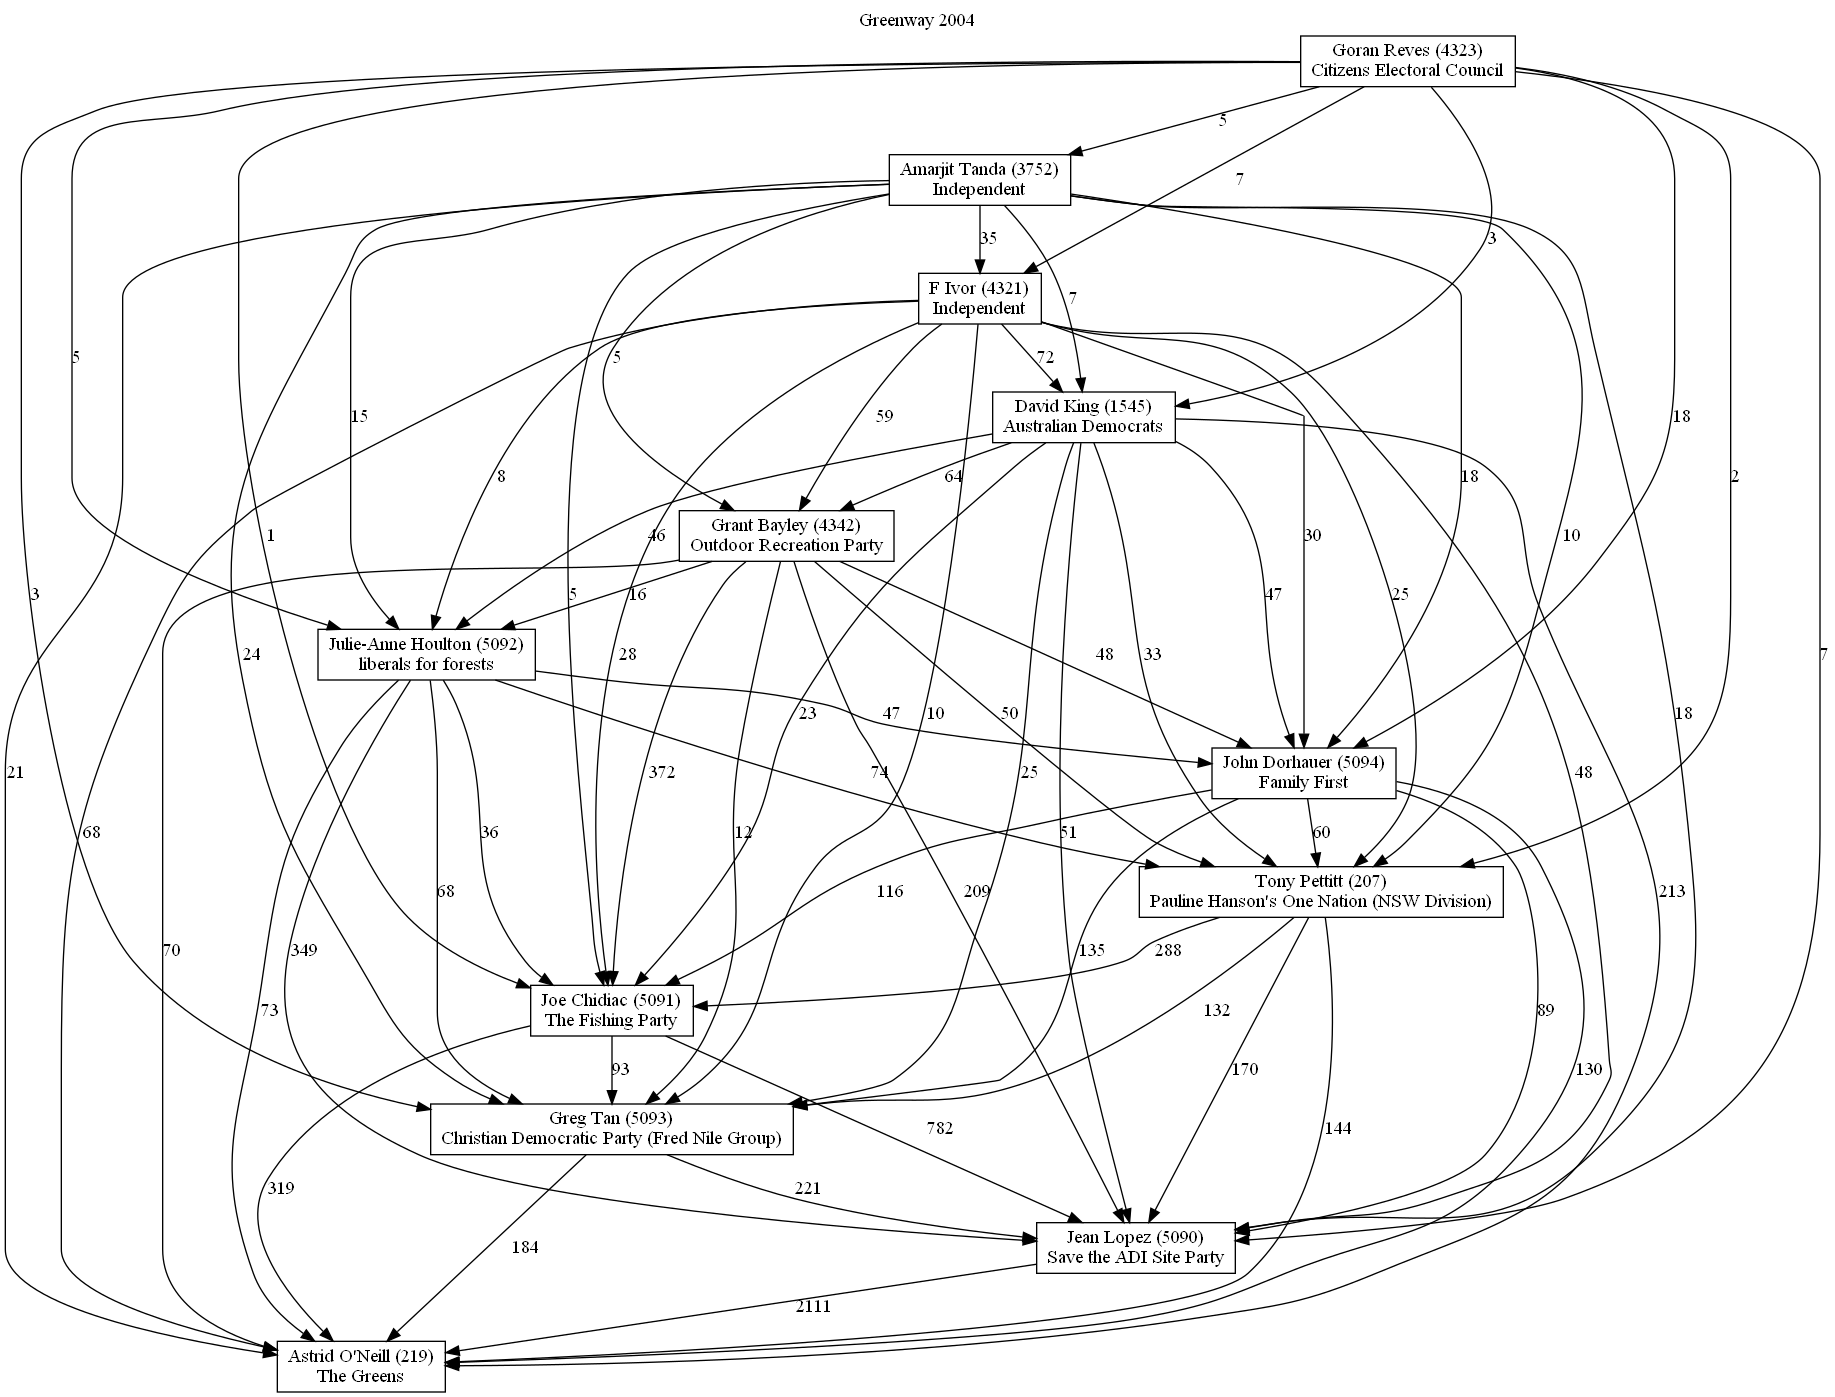 Greenway 2004
Goran Reves (4323)
Citizens Electoral Council
5
Amarjit Tanda (3752)
Independent
7
35
3
F Ivor (4321)
Independent
7
5
5
72
15
59
18
18
2
8
10
David King (1545)
Australian Democrats
64
Grant Bayley (4342)
Outdoor Recreation Party
1
46
30
3
5
16
47
25
Julie-Anne Houlton (5092)
liberals for forests
24
28
48
33
7
47
23
10
50
18
21
372
74
25
48
John Dorhauer (5094)
Family First
68
36
12
51
60
68
116
209
Tony Pettitt (207)
Pauline Hanson's One Nation (NSW Division)
213
70
349
135
288
73
Joe Chidiac (5091)
The Fishing Party
132
89
93
170
130
Greg Tan (5093)
Christian Democratic Party (Fred Nile Group)
782
144
319
221
184
Jean Lopez (5090)
Save the ADI Site Party
2111
Astrid O'Neill (219)
The Greens